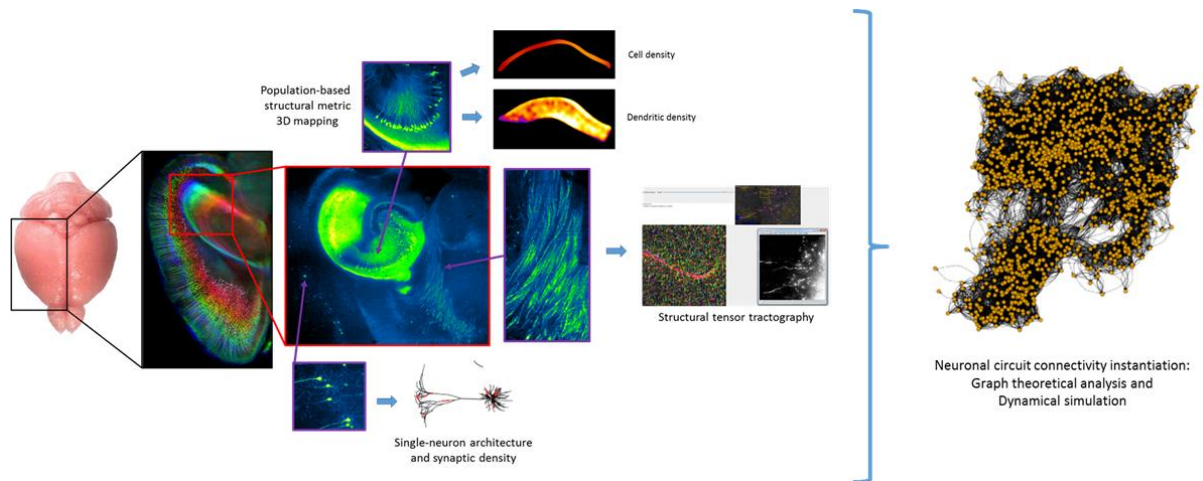 Cell density
Population-based
structural metric
3D mapping
Dendritic density
Structural tensor tractography
Single-neuron architecture
and synaptic density
Neuronal circuit connectivity instantiation:
Graph theoretical analysis and
Dynamical simulation